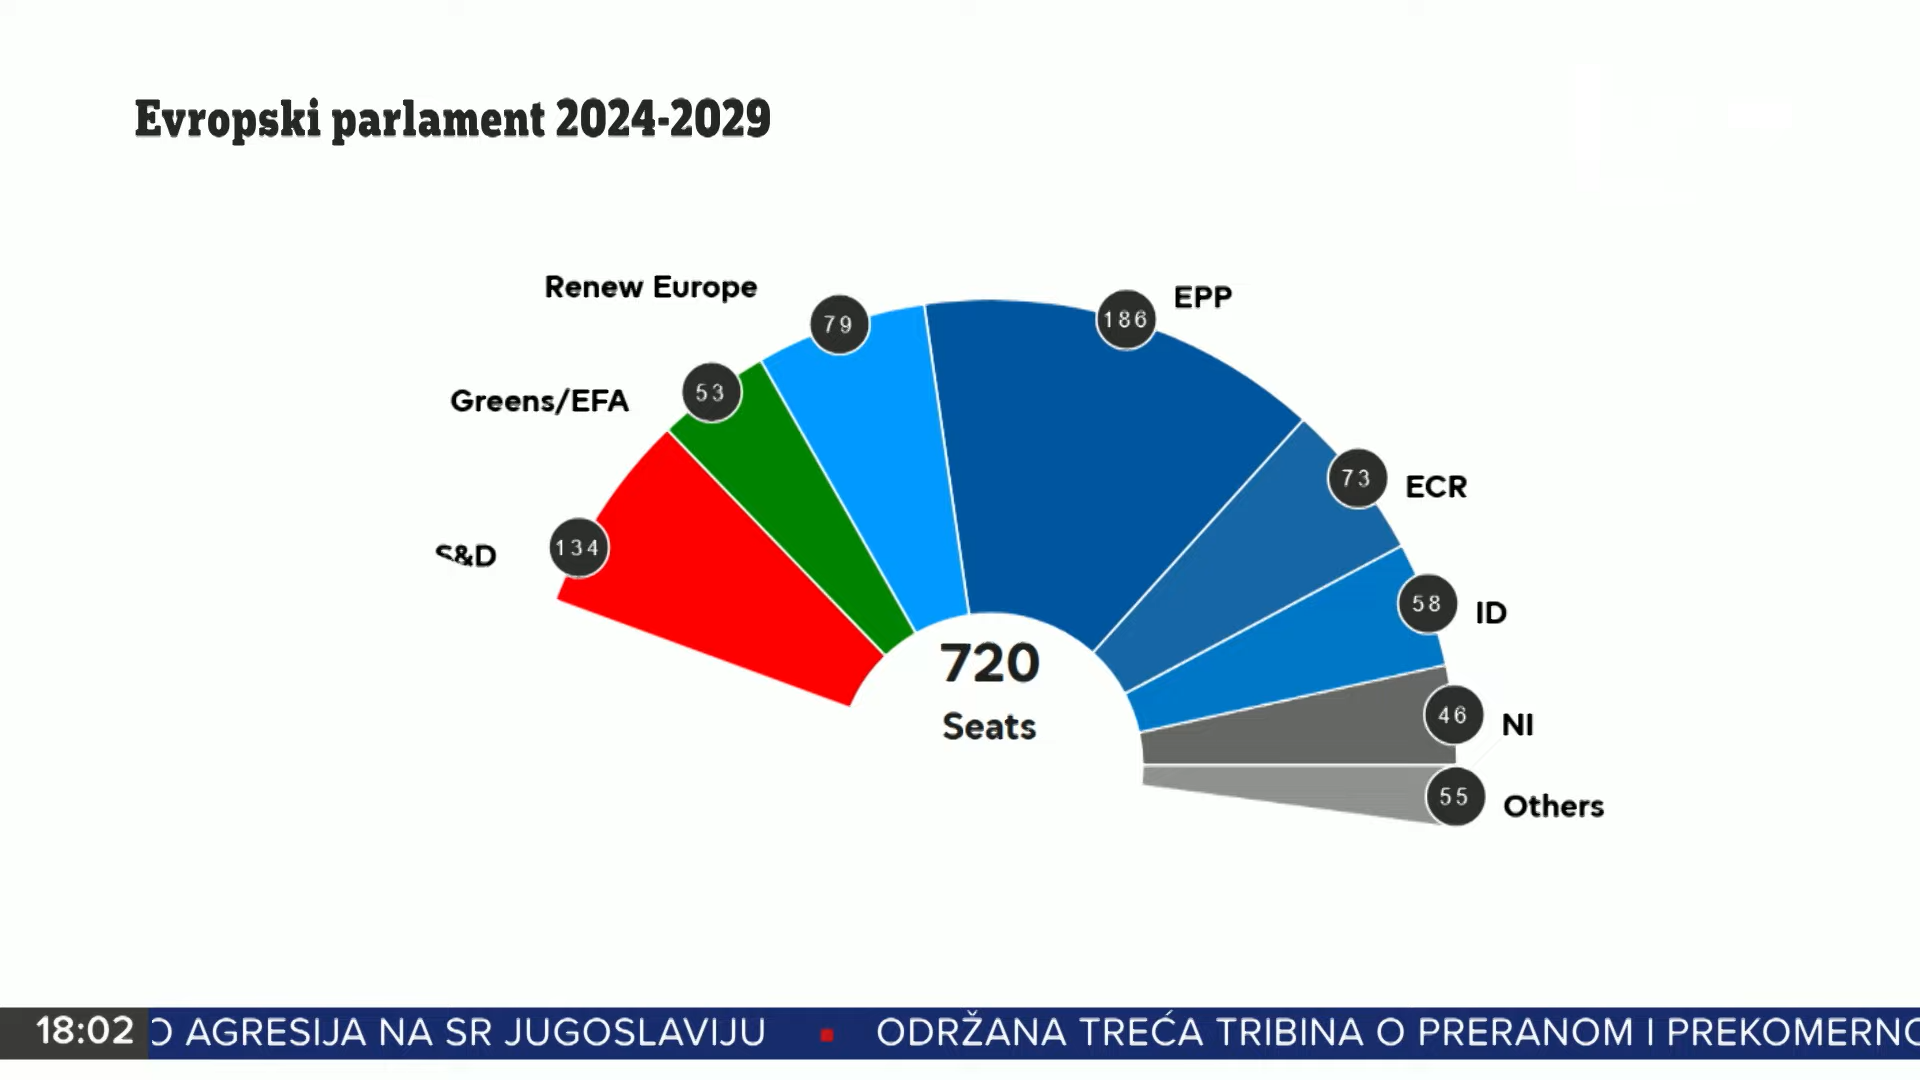 Evropski parlament 2024-2029
Renew Europe
79
186
EPP
Greens/EFA
53
73
ECR
S&D
134
58
ID
720
Seats
46
NI
55
Others
18:02
O AGRESIJA NA SR JUGOSLAVIJU ▪ ODRŽANA TREĆA TRIBINA O PRERANOM I PREKOMERNO